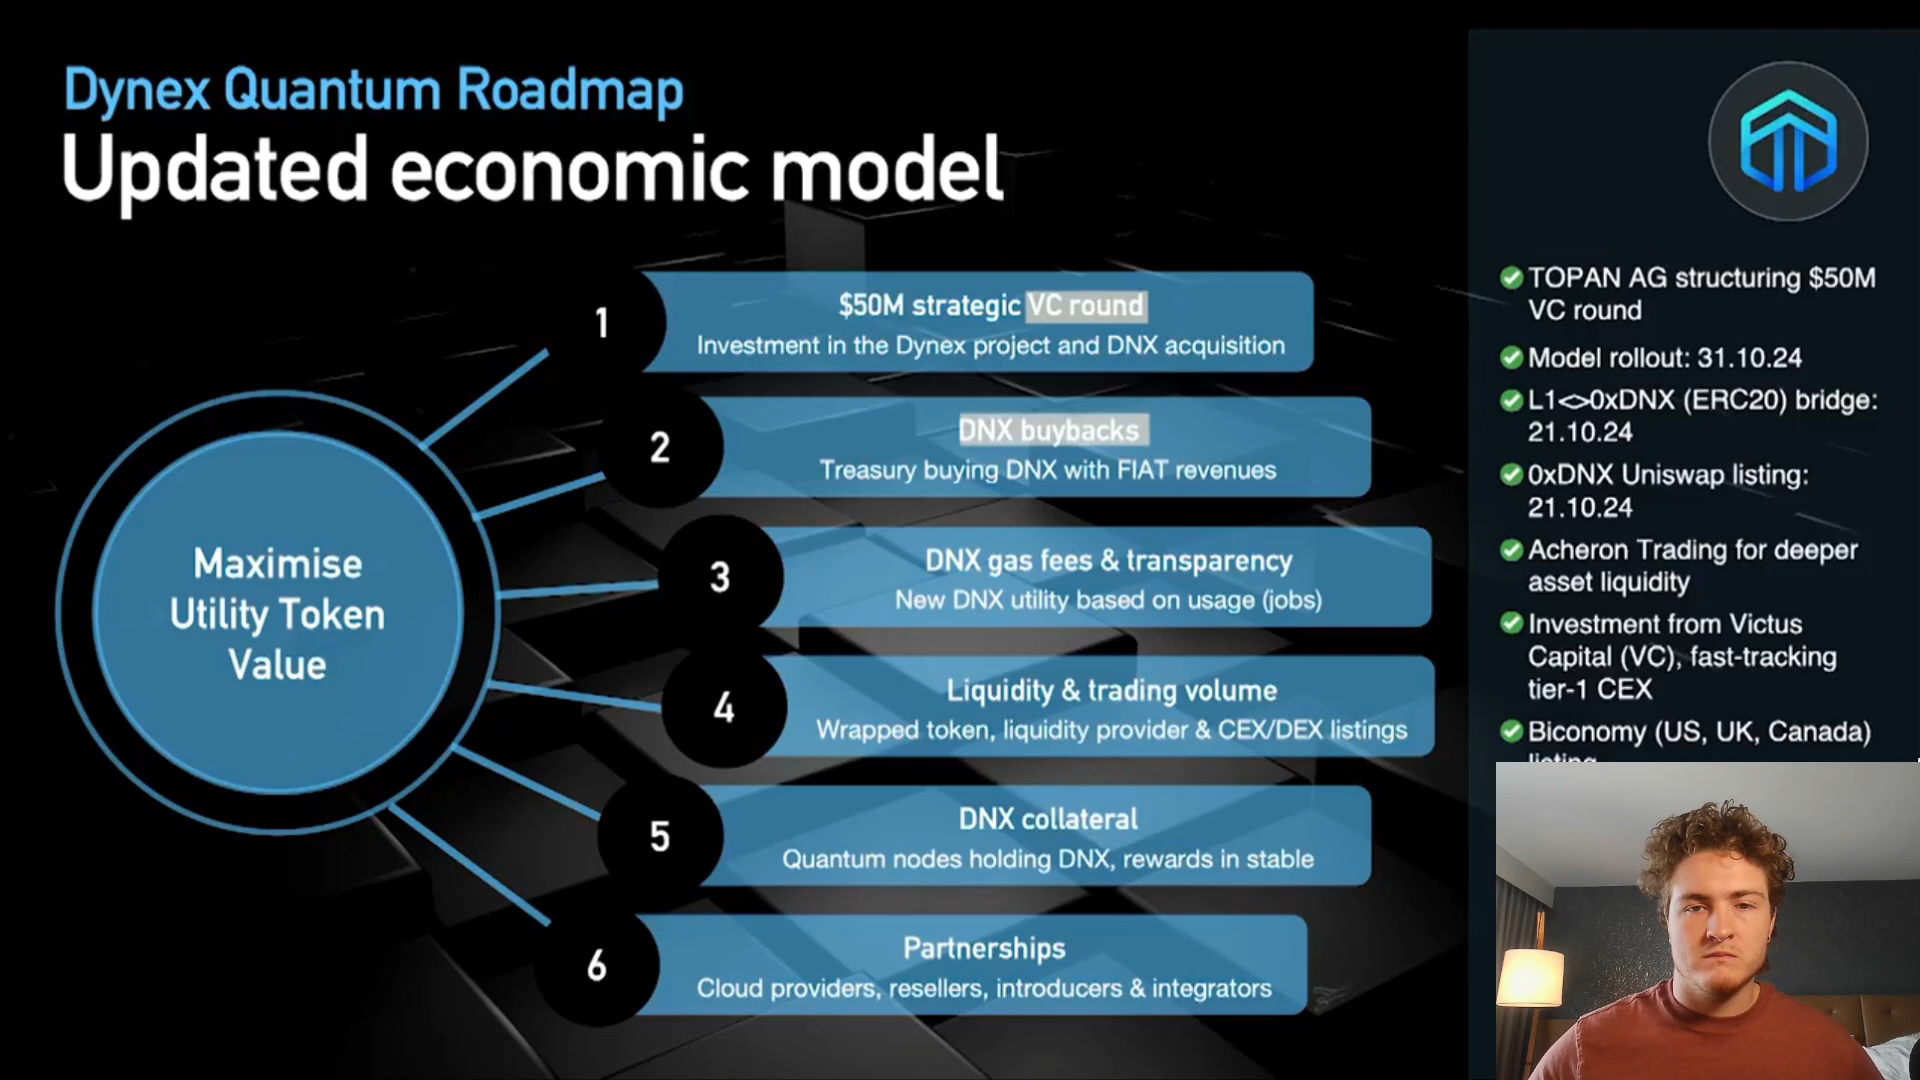 Dynex Quantum Roadmap
Updated economic model
Maximise
Utility Token
Value
1
$50M strategic VC round
Investment in the Dynex project and DNX acquisition
2
DNX buybacks
Treasury buying DNX with FIAT revenues
3
DNX gas fees & transparency
New DNX utility based on usage (jobs)
4
Liquidity & trading volume
Wrapped token, liquidity provider & CEX/DEX listings
5
DNX collateral
Quantum nodes holding DNX, rewards in stable
6
Partnerships
Cloud providers, resellers, introducers & integrators
TOPAN AG structuring $50M
VC round
Model rollout: 31.10.24
L1<>0xDNX (ERC20) bridge:
21.10.24
0xDNX Uniswap listing:
21.10.24
Acheron Trading for deeper
asset liquidity
Investment from Victus
Capital (VC), fast-tracking
tier-1 CEX
Biconomy (US, UK, Canada)
listing